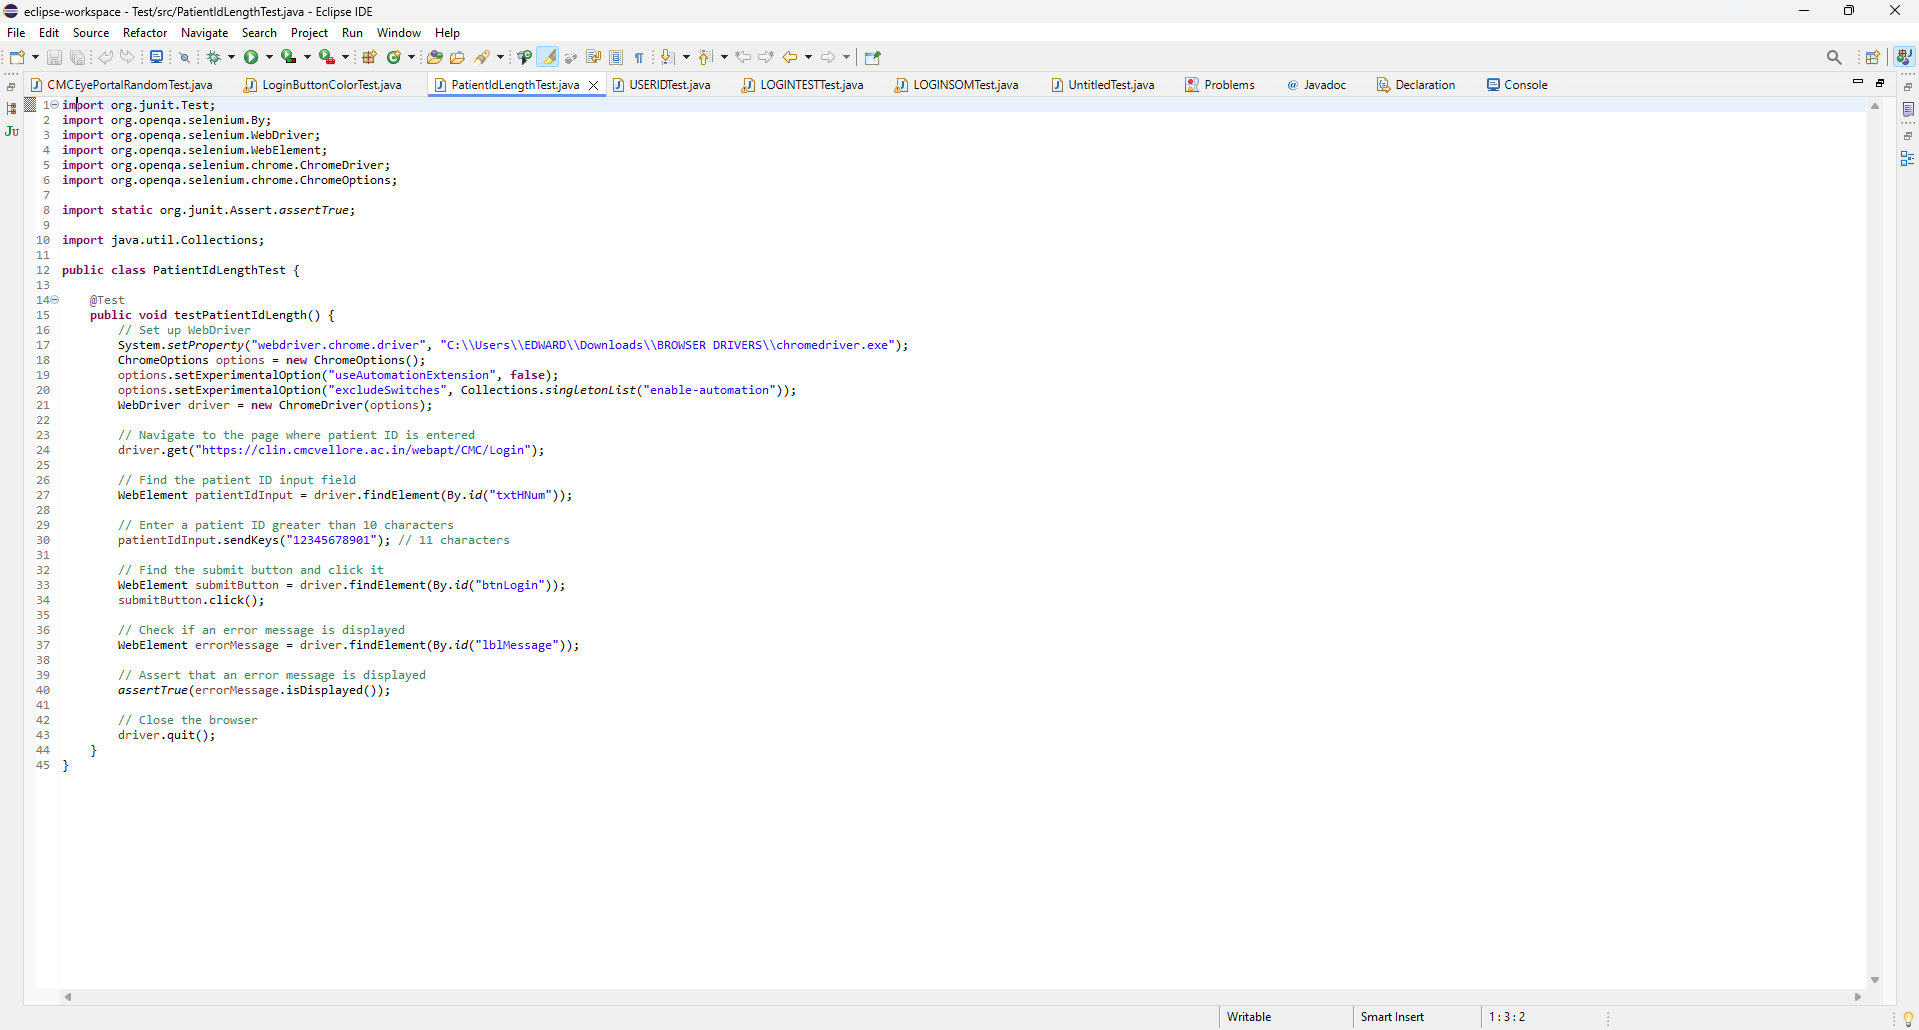 eclipse-workspace - Test/src/PatientIdLengthTest.java - Eclipse IDE
File Edit Source Refactor Navigate Search Project Run Window Help
CMCEyePortalRandomTest.java LoginButtonColorTest.java PatientIdLengthTest.java USERIDTest.java LOGINTESTTest.java LOGINSOMTest.java UntitledTest.java Problems Javadoc Declaration Console
1 import org.junit.Test;
2 import org.openqa.selenium.By;
3 import org.openqa.selenium.WebDriver;
4 import org.openqa.selenium.WebElement;
5 import org.openqa.selenium.chrome.ChromeDriver;
6 import org.openqa.selenium.chrome.ChromeOptions;
7
8 import static org.junit.Assert.assertTrue;
9
10 import java.util.Collections;
11
12 public class PatientIdLengthTest {
13
14 @Test
15 public void testPatientIdLength() {
16 // Set up WebDriver
17 System.setProperty("webdriver.chrome.driver", "C:\\Users\\EDWARD\\Downloads\\BROWSER DRIVERS\\chromedriver.exe");
18 ChromeOptions options = new ChromeOptions();
19 options.setExperimentalOption("useAutomationExtension", false);
20 options.setExperimentalOption("excludeSwitches", Collections.singletonList("enable-automation"));
21 WebDriver driver = new ChromeDriver(options);
22
23 // Navigate to the page where patient ID is entered
24 driver.get("https://clin.cmcvellore.ac.in/webapt/CMC/Login");
25
26 // Find the patient ID input field
27 WebElement patientIdInput = driver.findElement(By.id("txtHNum"));
28
29 // Enter a patient ID greater than 10 characters
30 patientIdInput.sendKeys("12345678901"); // 11 characters
31
32 // Find the submit button and click it
33 WebElement submitButton = driver.findElement(By.id("btnLogin"));
34 submitButton.click();
35
36 // Check if an error message is displayed
37 WebElement errorMessage = driver.findElement(By.id("lblMessage"));
38
39 // Assert that an error message is displayed
40 assertTrue(errorMessage.isDisplayed());
41
42 // Close the browser
43 driver.quit();
44 }
45 }
Writable Smart Insert 1 : 3 : 2